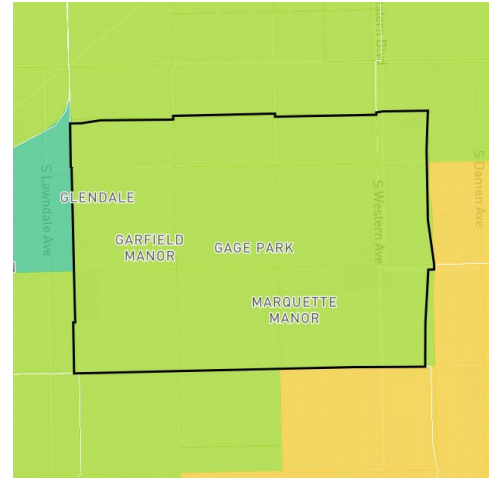 S Lawndale Ave
GLENDALE
GARFIELD
MANOR
GAGE PARK
S Western Ave
S Damen Ave
MARQUETTE
MANOR